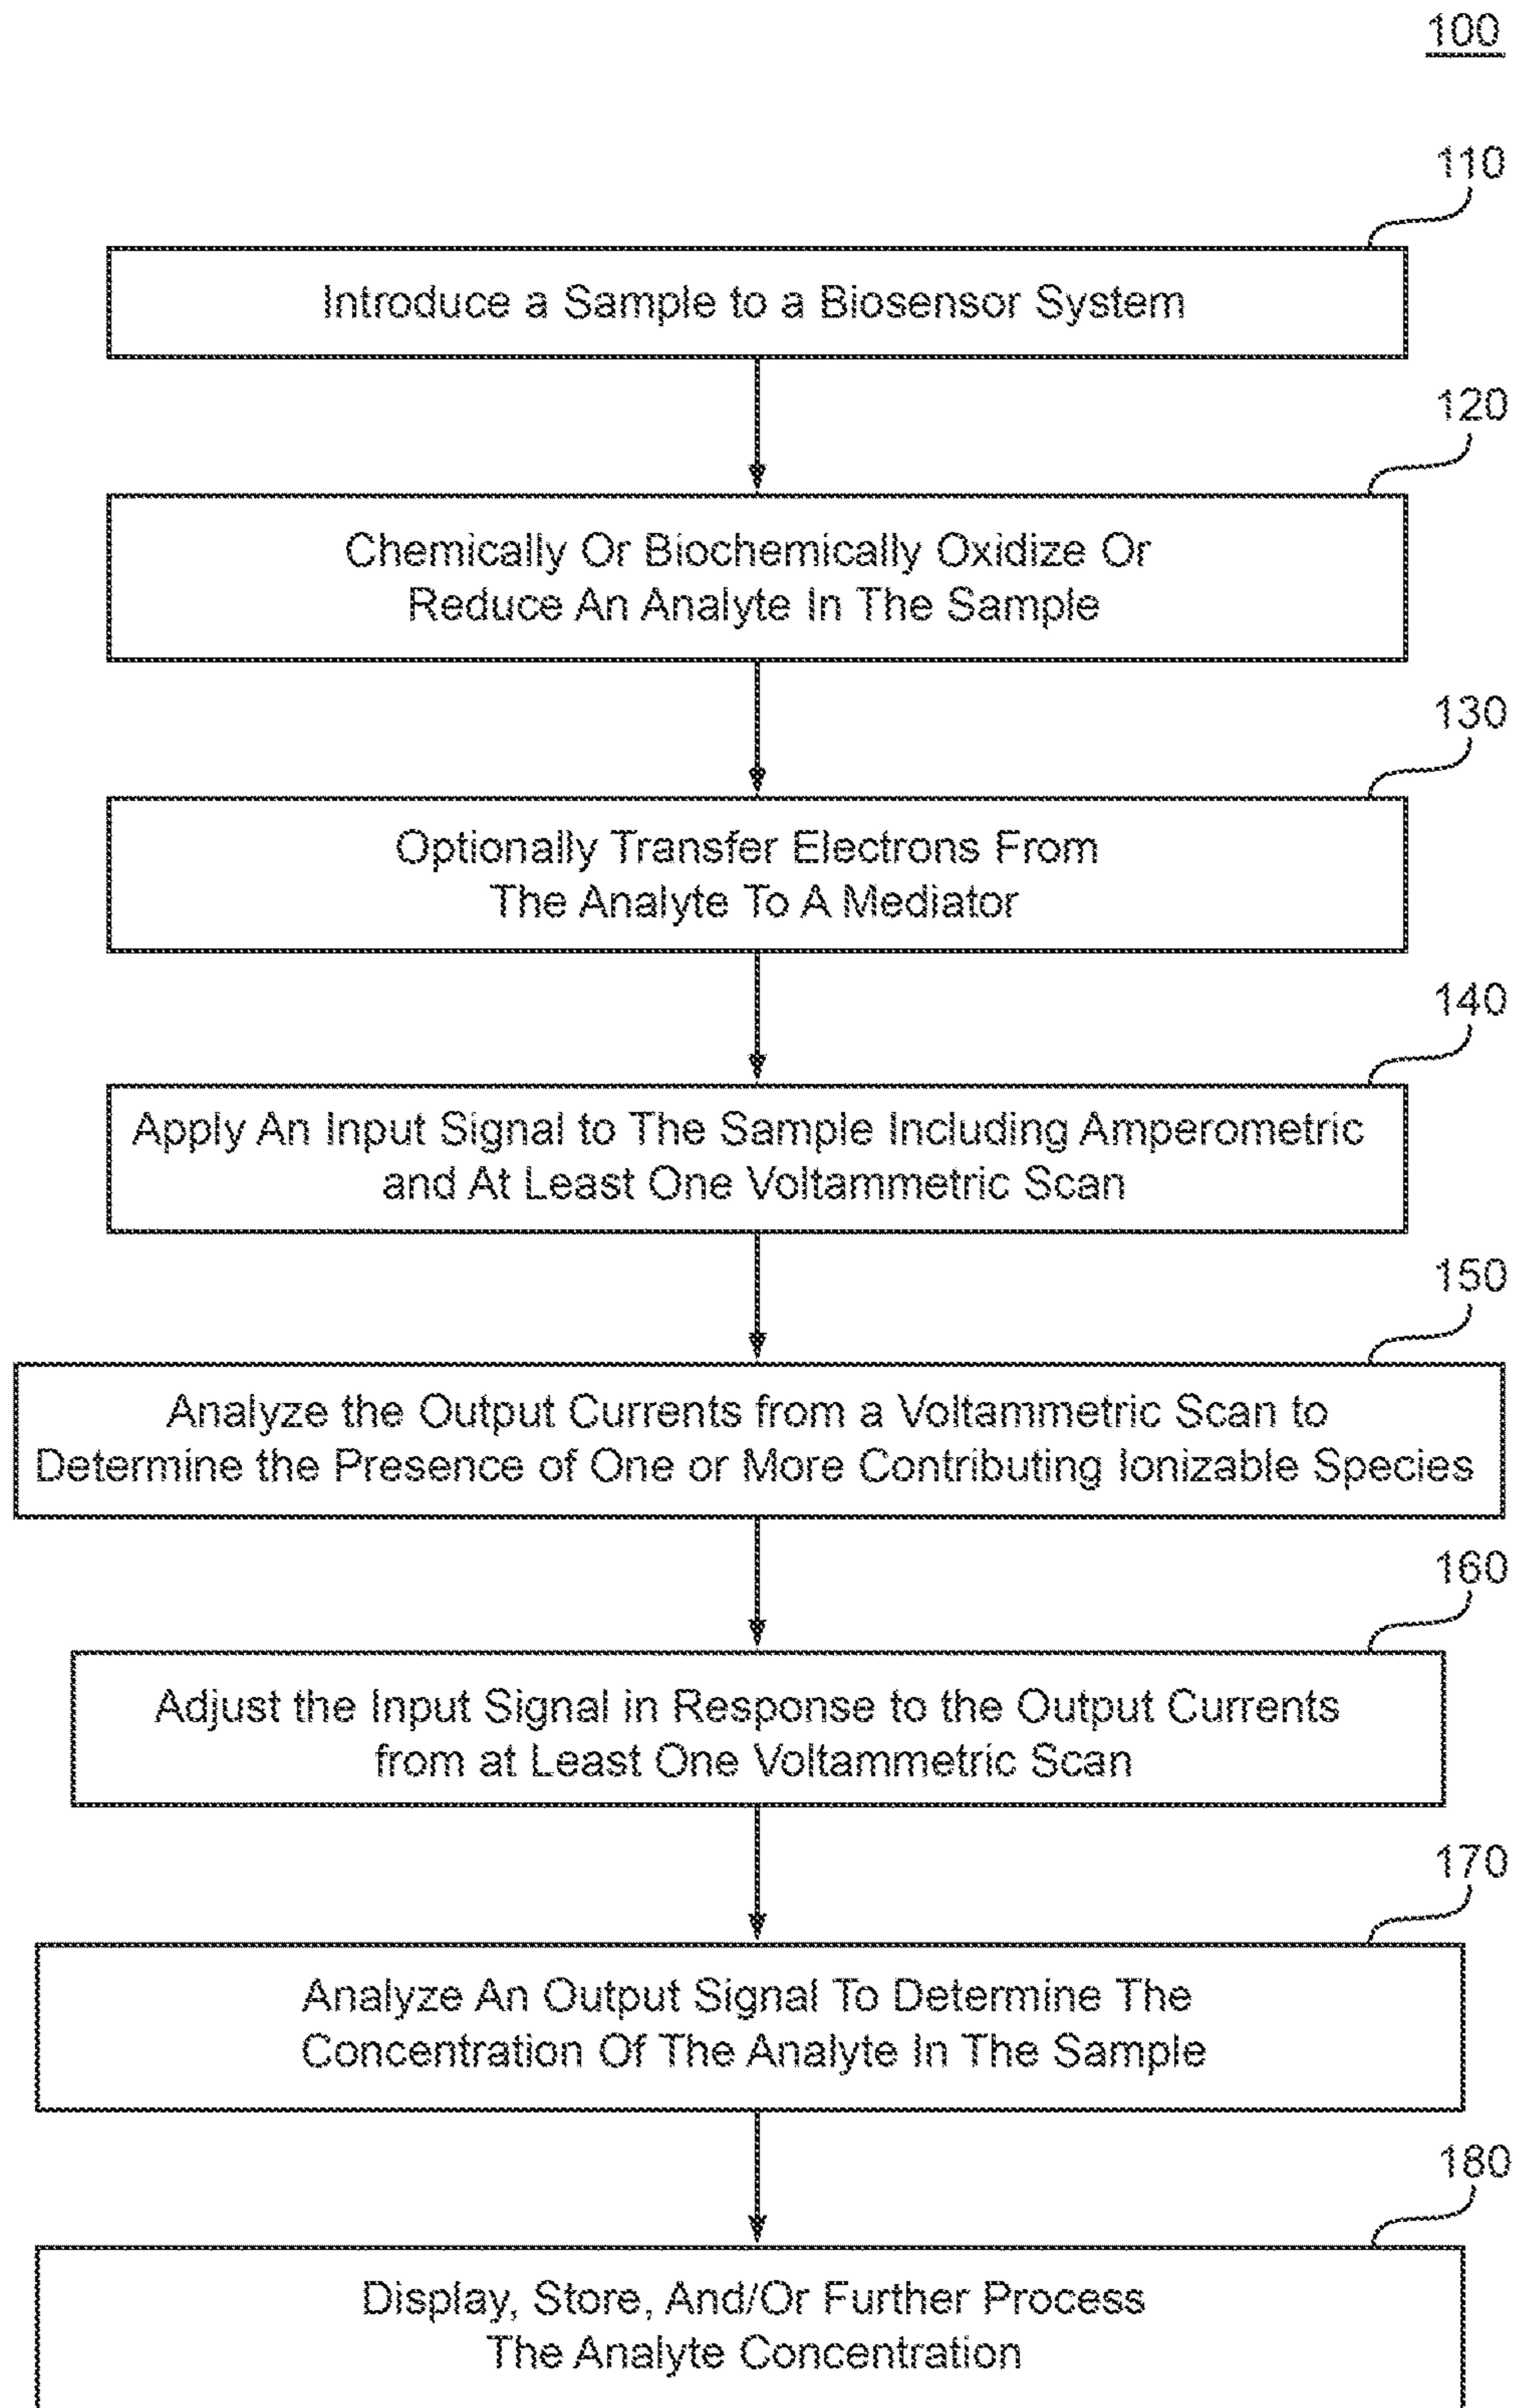 100
110
Introduce a Sample to a Biosensor System
120
Chemically Or Biochemically Oxidize Or
Reduce An Analyte In The Sample
130
Optionally Transfer Electrons From
The Analyte To A Mediator
140
Apply An Input Signal to The Sample Including Amperometric
and At Least One Voltammetric Scan
150
Analyze the Output Currents from a Voltammetric Scan to
Determine the Presence of One or More Contributing Ionizable Species
160
Adjust the Input Signal in Response to the Output Currents
from at Least One Voltammetric Scan
170
Analyze An Output Signal To Determine The
Concentration Of The Analyte In The Sample
180
Display, Store, And/Or Further Process
The Analyte Concentration